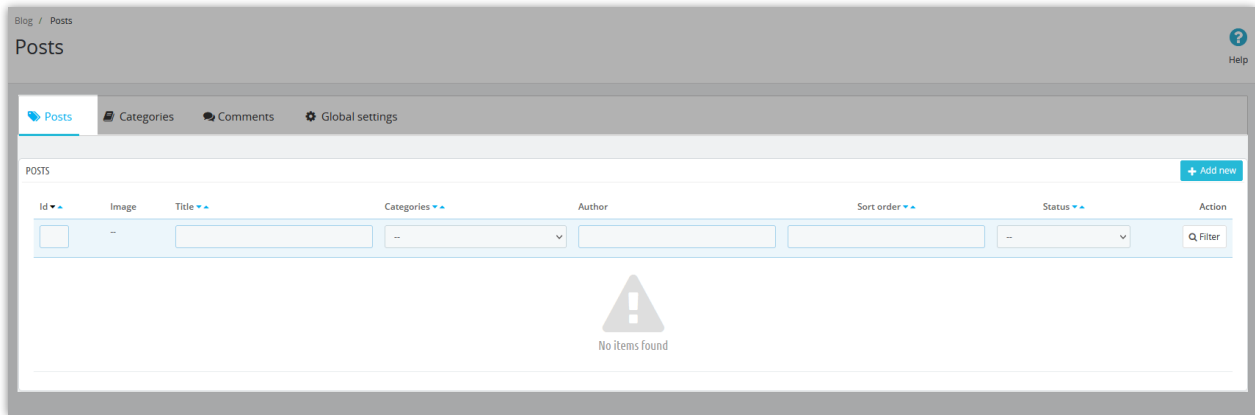 Blog / Posts
Posts
Help
Posts Categories Comments Global settings
POSTS
Add new
Id Image Title Categories Author Sort order Status Action
-- -- -- Filter
No items found